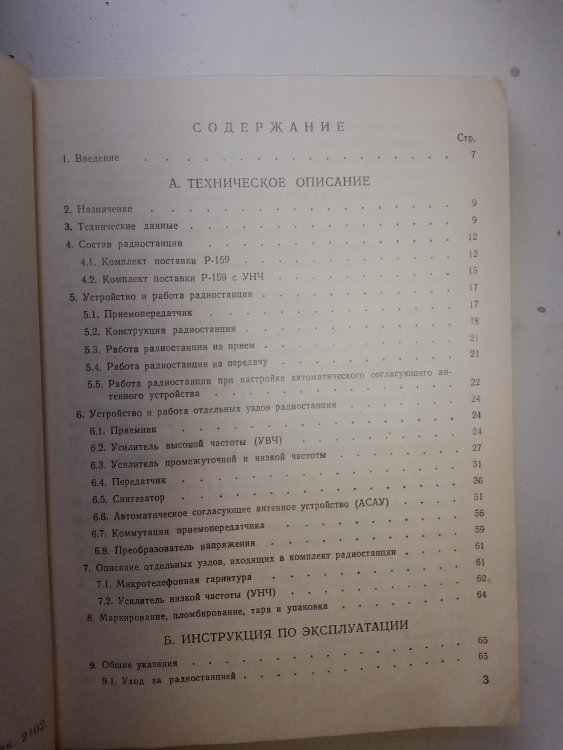 СОДЕРЖАНИЕ
Стр.
1. Введение . . . . . . . . . . . . . . . . . 7
А. ТЕХНИЧЕСКОЕ ОПИСАНИЕ
2. Назначение . . . . . . . . . . . . . . . . 9
3. Технические данные . . . . . . . . . . . . . . 9
4. Состав радиостанции . . . . . . . . . . . . . 12
4.1. Комплект поставки Р-159 . . . . . . . . . . . 12
4.2. Комплект поставки Р-159 с УНЧ . . . . . . . . . 15
5. Устройство и работа радиостанции . . . . . . . . . . 17
5.1. Приемопередатчик . . . . . . . . . . . . . 17
5.2. Конструкция радиостанции . . . . . . . . . . . 18
5.3. Работа радиостанции на прием . . . . . . . . . 21
5.4. Работа радиостанции на передачу . . . . . . . . 21
5.5. Работа радиостанции при настройке автоматического согласующего ан-
тенного устройства . . . . . . . . . . . . 22
6. Устройство и работа отдельных узлов радиостанции . . . . . 24
6.1. Приемник . . . . . . . . . . . . . . . 24
6.2. Усилитель высокой частоты (УВЧ) . . . . . . . . 24
6.3. Усилитель промежуточной и низкой частоты . . . . . . 27
6.4. Передатчик . . . . . . . . . . . . . . 31
6.5. Синтезатор . . . . . . . . . . . . . . 36
6.6. Автоматическое согласующее антенное устройство (АСАУ) . . . . 51
6.7. Коммутация приемопередатчика . . . . . . . . . 56
6.8. Преобразователь напряжения . . . . . . . . . . 59
7. Описание отдельных узлов, входящих в комплект радиостанции . . . 61
7.1. Микротелефонная гарнитура . . . . . . . . . . 61
7.2. Усилитель низкой частоты (УНЧ) . . . . . . . . . 62
8. Маркирование, пломбирование, тара и упаковка . . . . . . 64
Б. ИНСТРУКЦИЯ ПО ЭКСПЛУАТАЦИИ
9. Общие указания . . . . . . . . . . . . . . 65
9.1. Уход за радиостанцией . . . . . . . . . . . . 65
3
2102